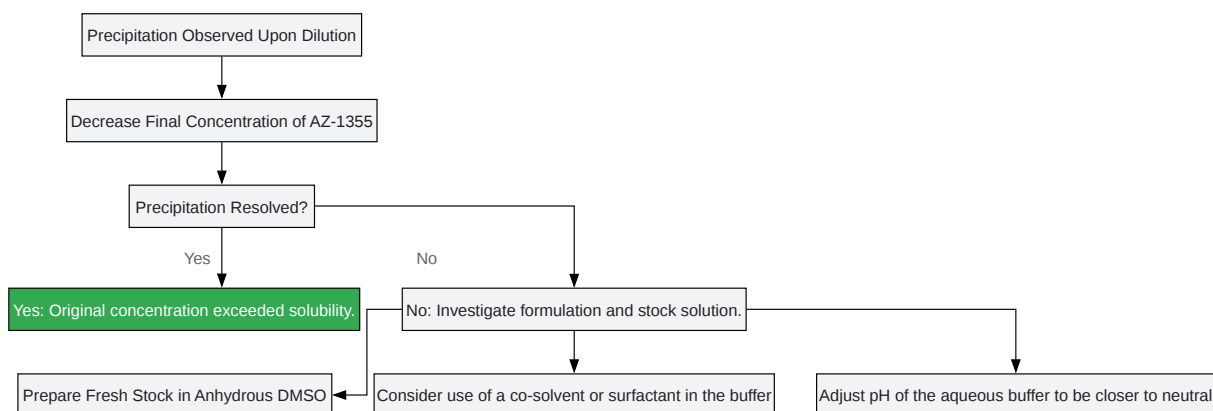 Precipitation Observed Upon Dilution
Decrease Final Concentration of AZ-1355
Precipitation Resolved?
Yes
No
Yes: Original concentration exceeded solubility.
No: Investigate formulation and stock solution.
Prepare Fresh Stock in Anhydrous DMSO
Consider use of a co-solvent or surfactant in the buffer
Adjust pH of the aqueous buffer to be closer to neutral